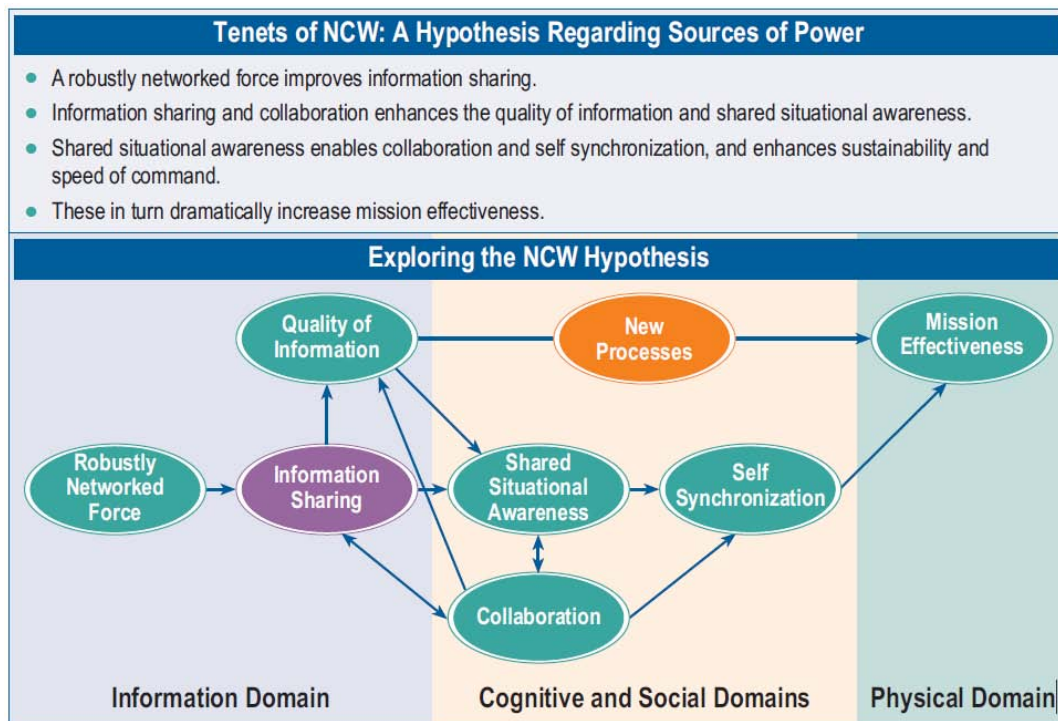 Tenets of NCW: A Hypothesis Regarding Sources of Power
A robustly networked force improves information sharing.
Information sharing and collaboration enhances the quality of information and shared situational awareness.
Shared situational awareness enables collaboration and self synchronization, and enhances sustainability and
speed of command.
These in turn dramatically increase mission effectiveness.
Exploring the NCW Hypothesis
Quality of
Information
New
Processes
Mission
Effectiveness
Robustly
Networked
Force
Information
Sharing
Shared
Situational
Awareness
Self
Synchronization
Collaboration
Information Domain
Cognitive and Social Domains
Physical Domain